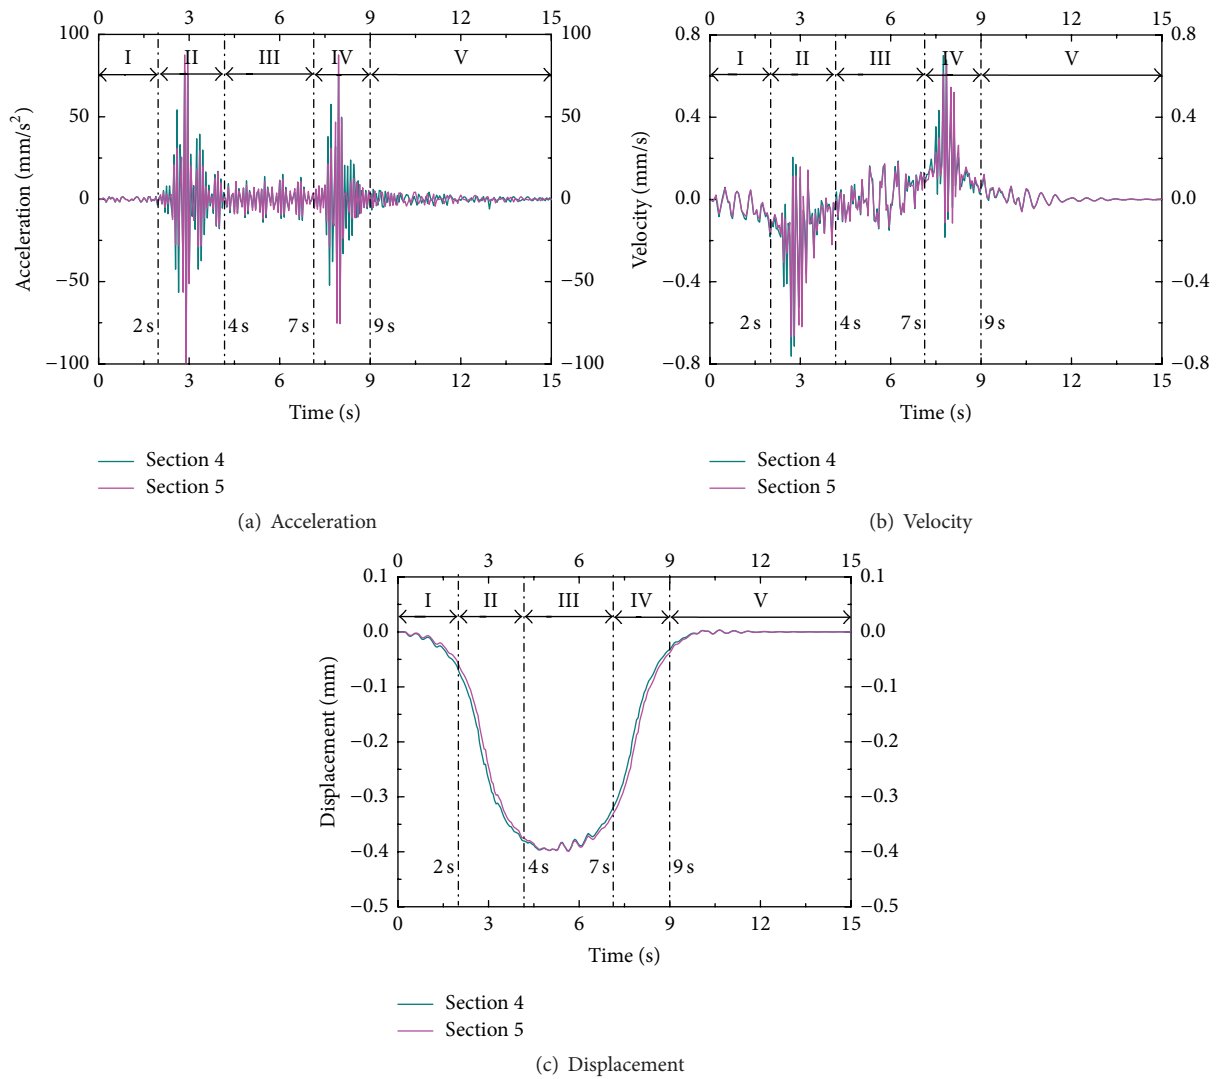 0 3 6 9 12 15
100 100
I II III IV V
50 50
0 0
−50 −50
2 s 4 s 7 s 9 s
−100 −100
0 3 6 9 12 15
Acceleration (mm/s²)
Time (s)
Section 4
Section 5
(a) Acceleration
0 3 6 9 12 15
0.8 0.8
I II III IV V
0.4 0.4
0.0 0.0
−0.4 −0.4
2 s 4 s 7 s 9 s
−0.8 −0.8
0 3 6 9 12 15
Velocity (mm/s)
Time (s)
Section 4
Section 5
(b) Velocity
0 3 6 9 12 15
0.1 0.1
I II III IV V
0.0 0.0
−0.1 −0.1
−0.2 −0.2
−0.3 −0.3
−0.4 −0.4
2 s 4 s 7 s 9 s
−0.5 −0.5
0 3 6 9 12 15
Displacement (mm)
Time (s)
Section 4
Section 5
(c) Displacement